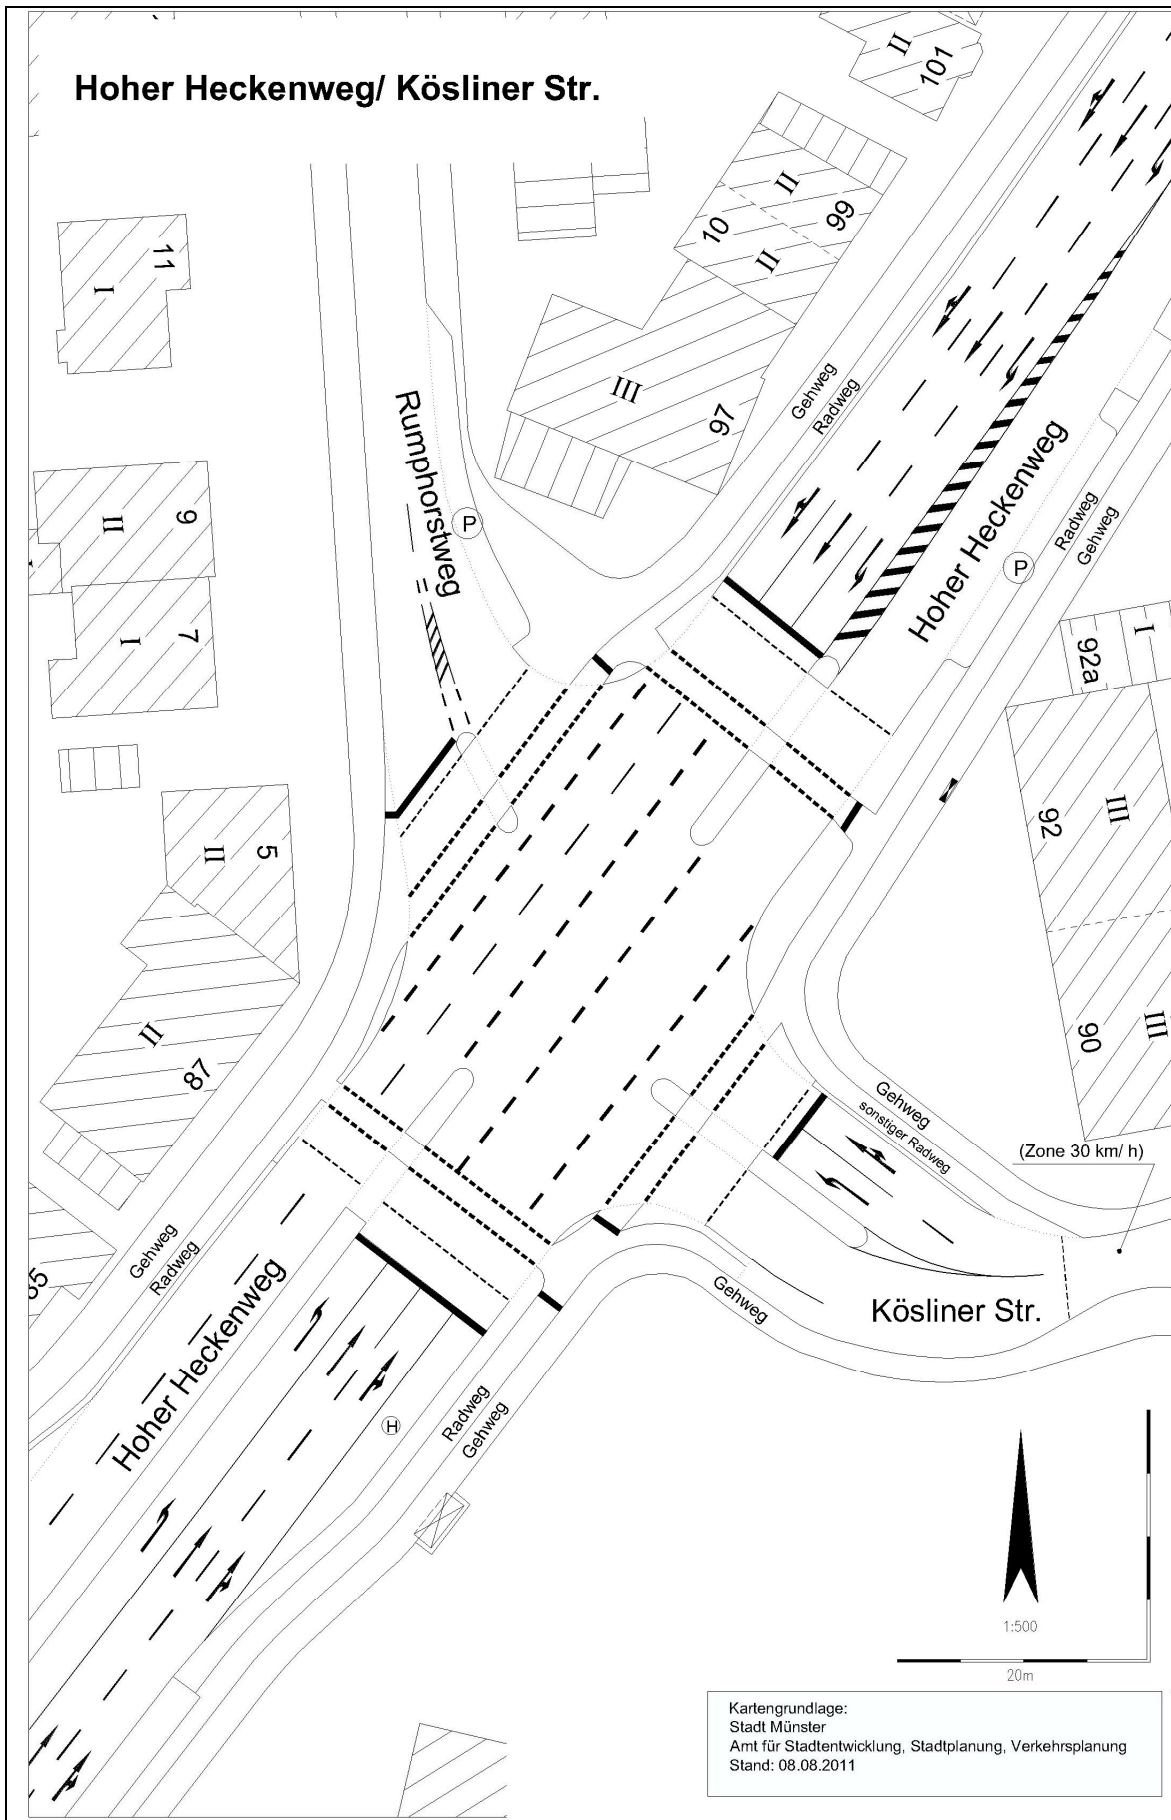 Hoher Heckenweg/ Kösliner Str.
II
101
II
99
10
II
11
I
III
97
Gehweg
Radweg
Rumphorstweg
P
Hoher Heckenweg
Radweg
Gehweg
P
9
II
7
I
I
92a
5
II
III
92
II
87
III
90
Gehweg
sonstiger Radweg
(Zone 30 km/ h)
Gehweg
Radweg
Gehweg
Kösliner Str.
Hoher Heckenweg
H
Radweg
Gehweg
1:500
20m
Kartengrundlage:
Stadt Münster
Amt für Stadtentwicklung, Stadtplanung, Verkehrsplanung
Stand: 08.08.2011